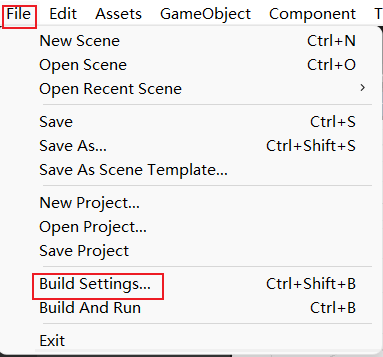 File Edit Assets GameObject Component T
New Scene Ctrl+N
Open Scene Ctrl+O
Open Recent Scene >
Save Ctrl+S
Save As... Ctrl+Shift+S
Save As Scene Template...
New Project...
Open Project...
Save Project
Build Settings... Ctrl+Shift+B
Build And Run Ctrl+B
Exit